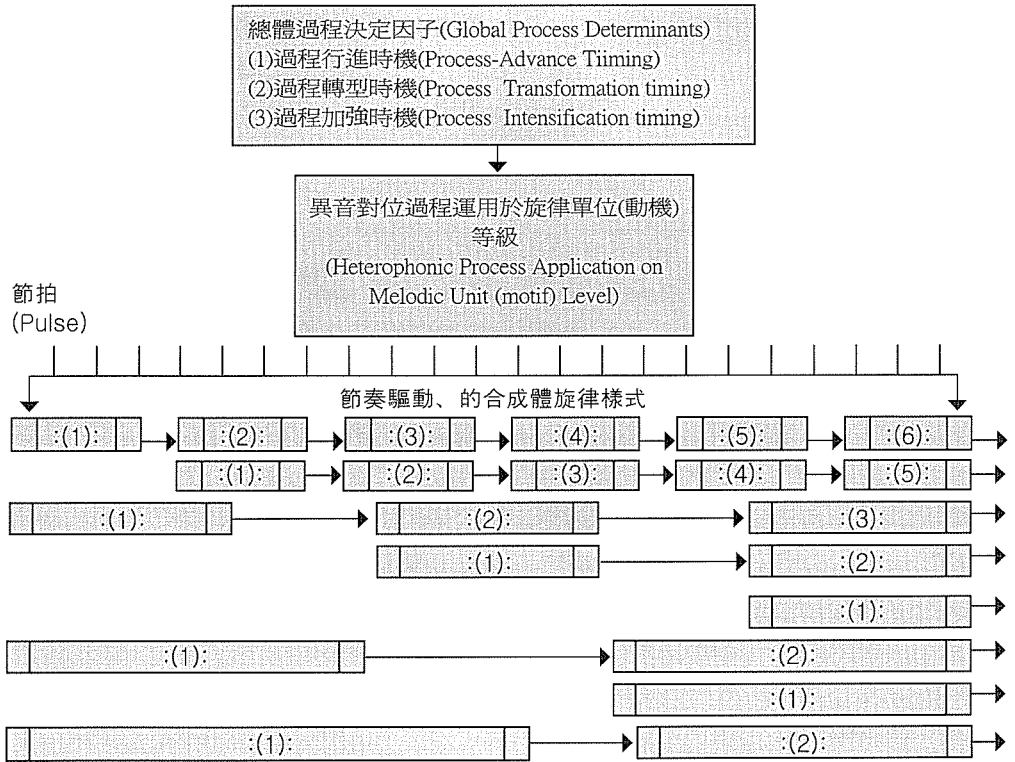 總體過程決定因子(Global Process Determinants)
(1)過程行進時機(Process-Advance Tiiming)
(2)過程轉型時機(Process Transformation timing)
(3)過程加強時機(Process Intensification timing)
異音對位過程運用於旋律單位(動機)
等級
(Heterophonic Process Application on
Melodic Unit (motif) Level)
節拍
(Pulse)
節奏驅動、的合成體旋律樣式
:(1): :(2): :(3): :(4): :(5): :(6):
:(1): :(2): :(3): :(4): :(5):
:(1): :(2): :(3):
:(1): :(2):
:(1):
:(1): :(2):
:(1):
:(1): :(2):